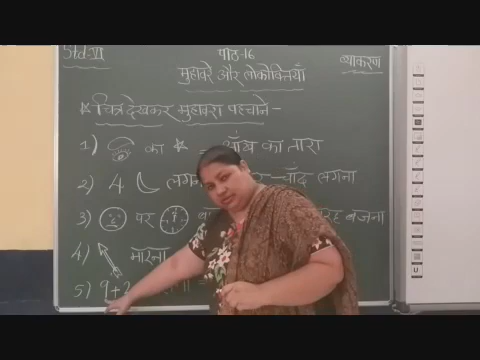 Std-VI
पाठ-16
व्याकरण
मुहावरे और लोकोक्तियाँ
* चित्र देखकर मुहावरा पहचाने -
1) का * = आँख का तारा
2) 4 चाँद लगना
3) पर बजना
4) मारना
5) 9+2
U